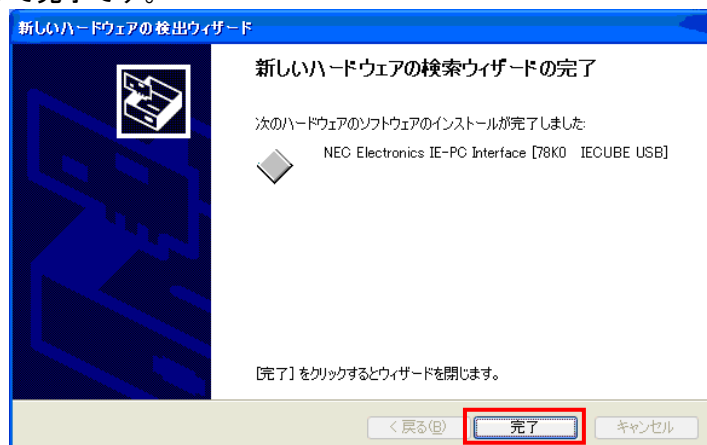 で完了です。
新しいハードウェアの検出ウィザード
新しいハードウェアの検索ウィザードの完了
次のハードウェアのソフトウェアのインストールが完了しました:
NEC Electronics IE-PC Interface [78K0 IECUBE USB]
[完了] をクリックするとウィザードを閉じます。
< 戻る(B) 完了 キャンセル